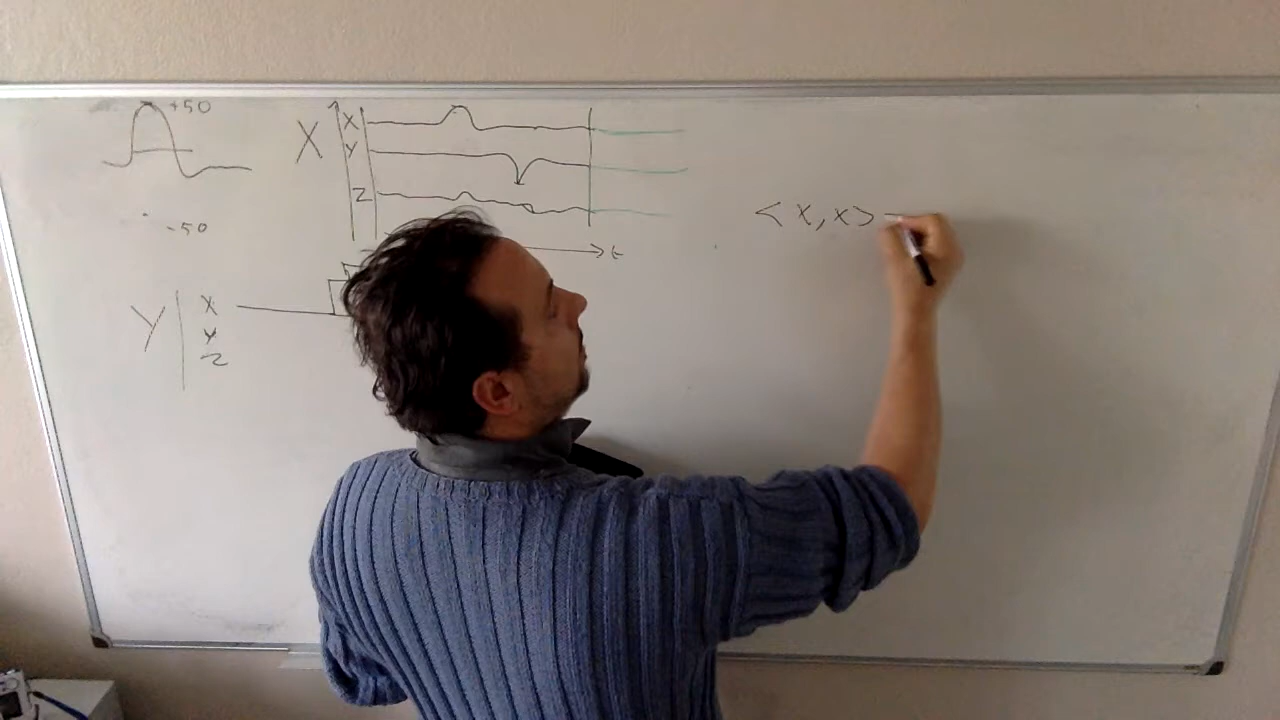 +50
X X
Y
Z
-50
t
Y X
Y
Z
< x, x > =